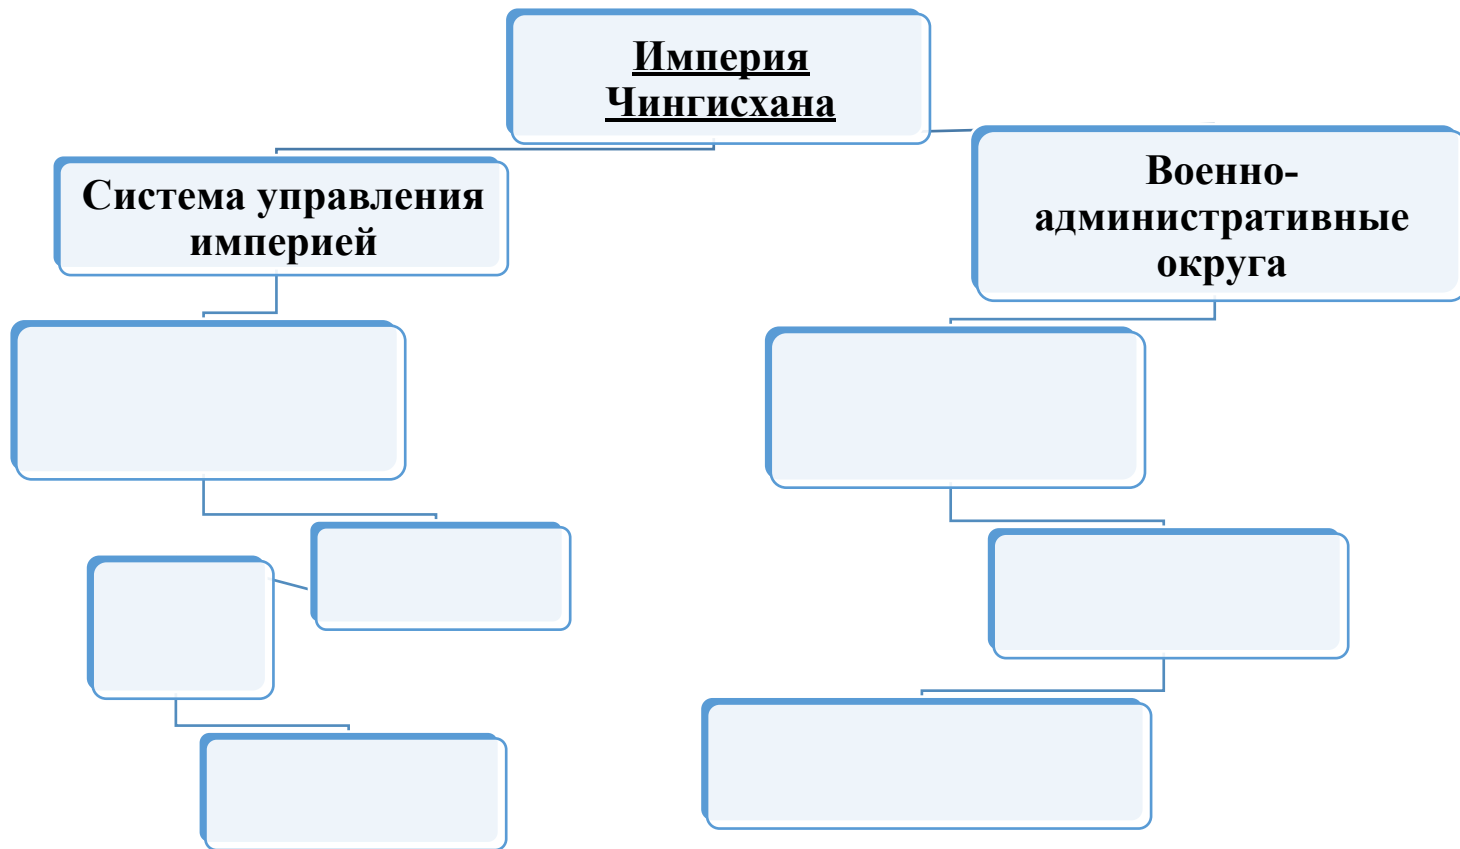 Империя
Чингисхана
Система управления
империей
Военно-
административные
округа